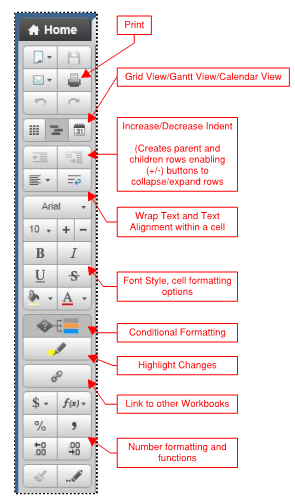 Print
Home
Grid View/Gantt View/Calendar View
31
Increase/Decrease Indent
(Creates parent and
children rows enabling
(+/-) buttons to
collapse/expand rows
Arial
Wrap Text and Text
Alignment within a cell
10 + −
B I
U S
A
Font Style, cell formatting
options
Conditional Formatting
Highlight Changes
Link to other Workbooks
$ f(x)
% ,
Number formatting and
functions
.00 .00